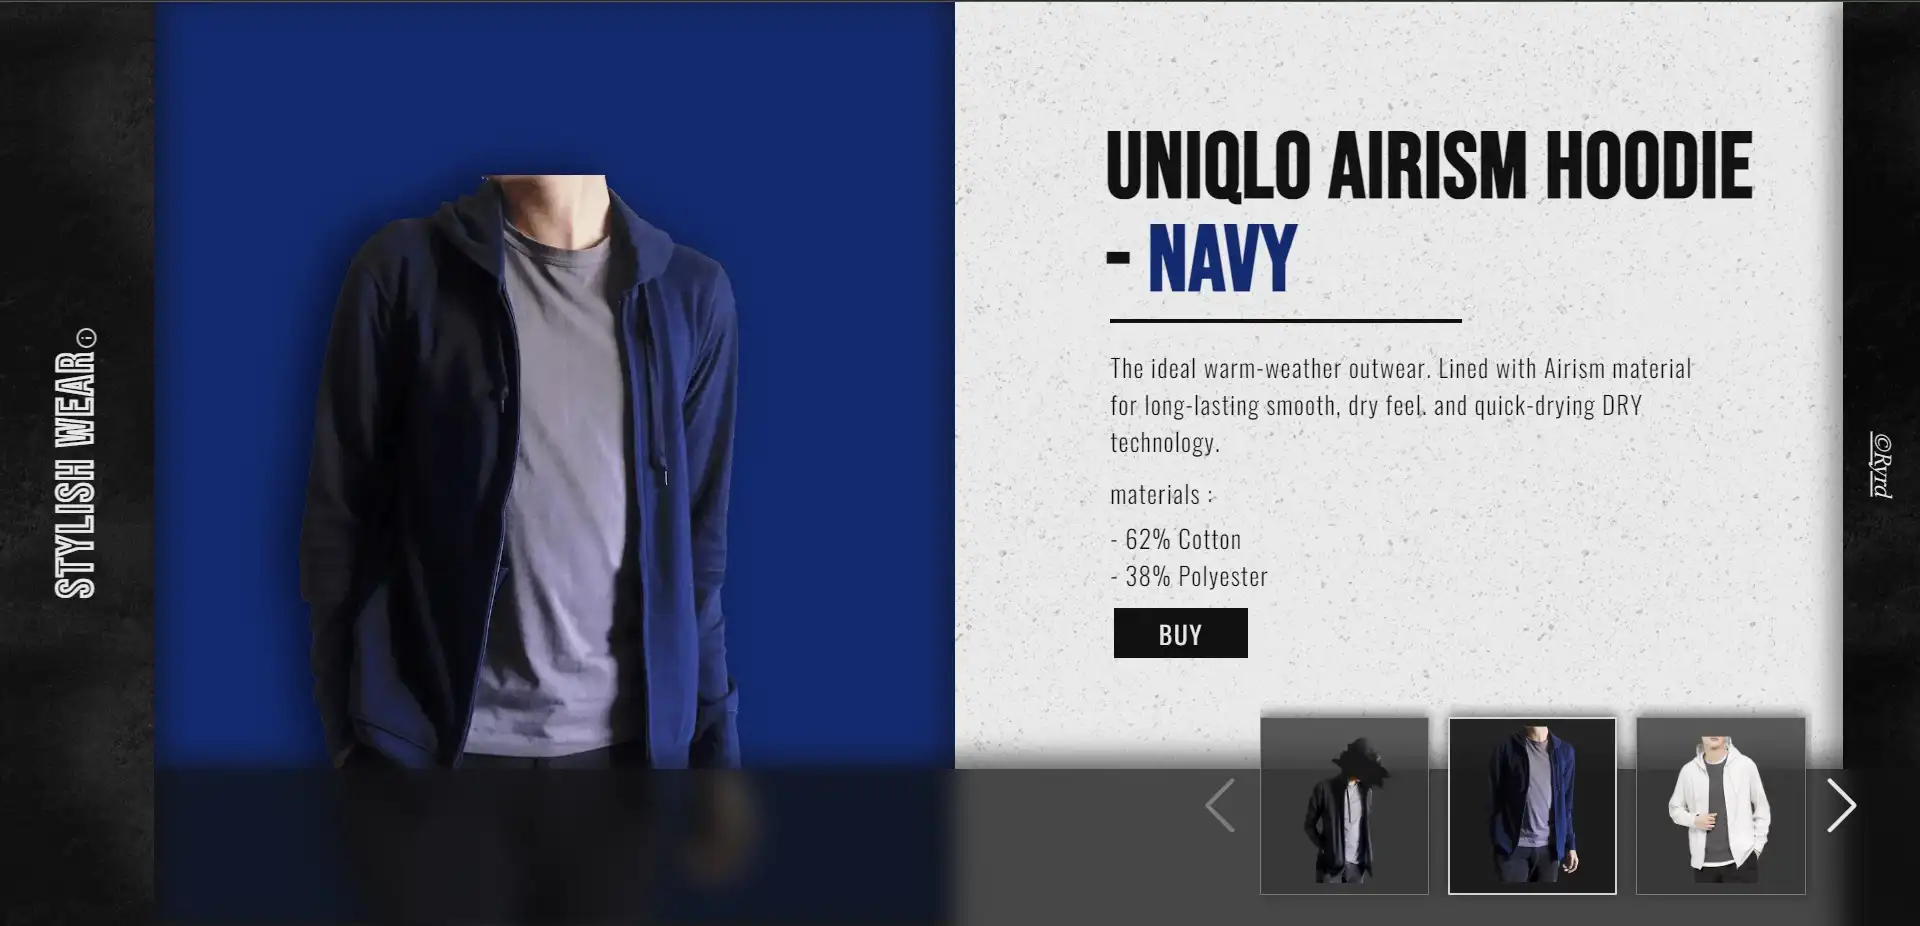 STYLISH WEAR
UNIQLO AIRISM HOODIE
- NAVY
The ideal warm-weather outwear. Lined with Airism material
for long-lasting smooth, dry feel. and quick-drying DRY
technology.
materials :
- 62% Cotton
- 38% Polyester
BUY
©Ryrd